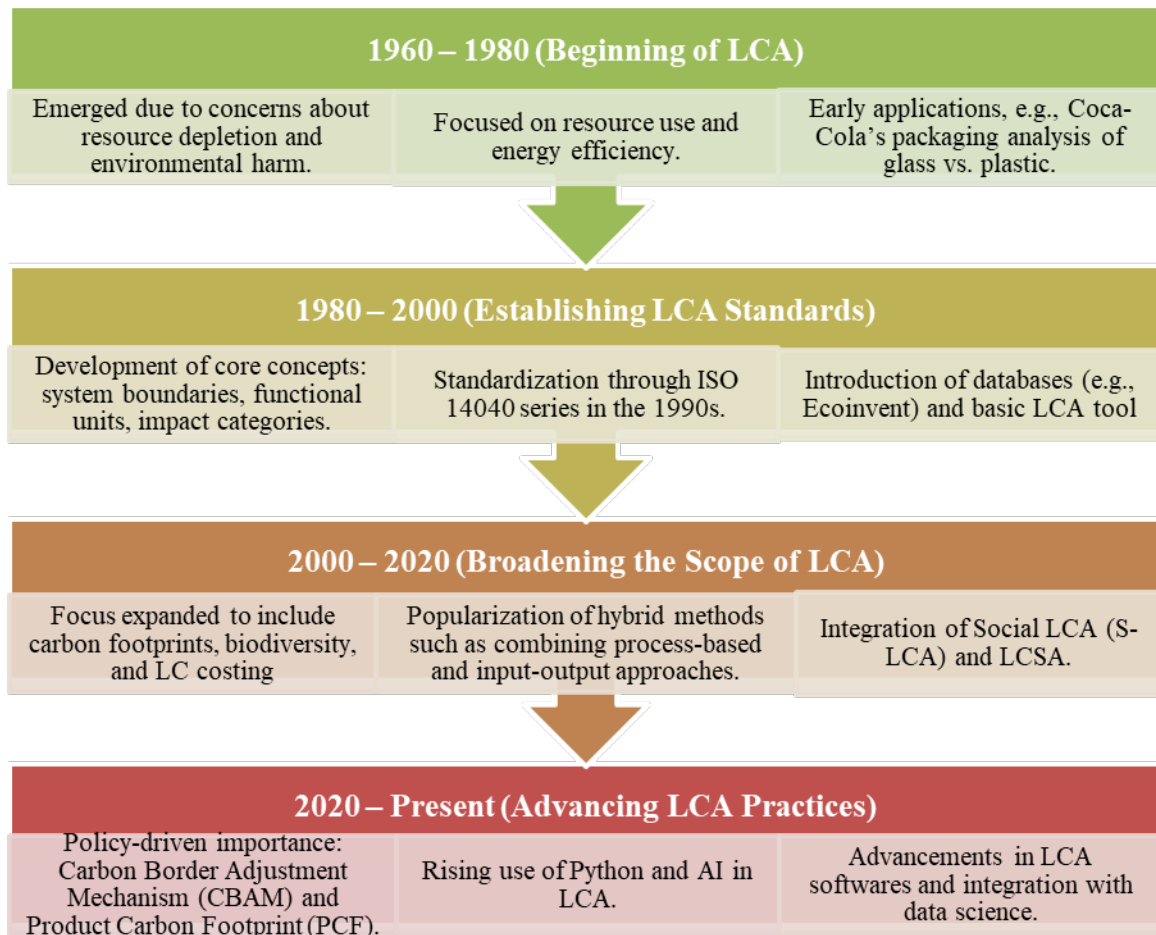 1960 – 1980 (Beginning of LCA)
Emerged due to concerns about
resource depletion and
environmental harm.
Focused on resource use and
energy efficiency.
Early applications, e.g., Coca-
Cola's packaging analysis of
glass vs. plastic.
1980 – 2000 (Establishing LCA Standards)
Development of core concepts:
system boundaries, functional
units, impact categories.
Standardization through ISO
14040 series in the 1990s.
Introduction of databases (e.g.,
Ecoinvent) and basic LCA tool
2000 – 2020 (Broadening the Scope of LCA)
Focus expanded to include
carbon footprints, biodiversity,
and LC costing
Popularization of hybrid methods
such as combining process-based
and input-output approaches.
Integration of Social LCA (S-
LCA) and LCSA.
2020 – Present (Advancing LCA Practices)
Policy-driven importance:
Carbon Border Adjustment
Mechanism (CBAM) and
Product Carbon Footprint (PCF).
Rising use of Python and AI in
LCA.
Advancements in LCA
softwares and integration with
data science.